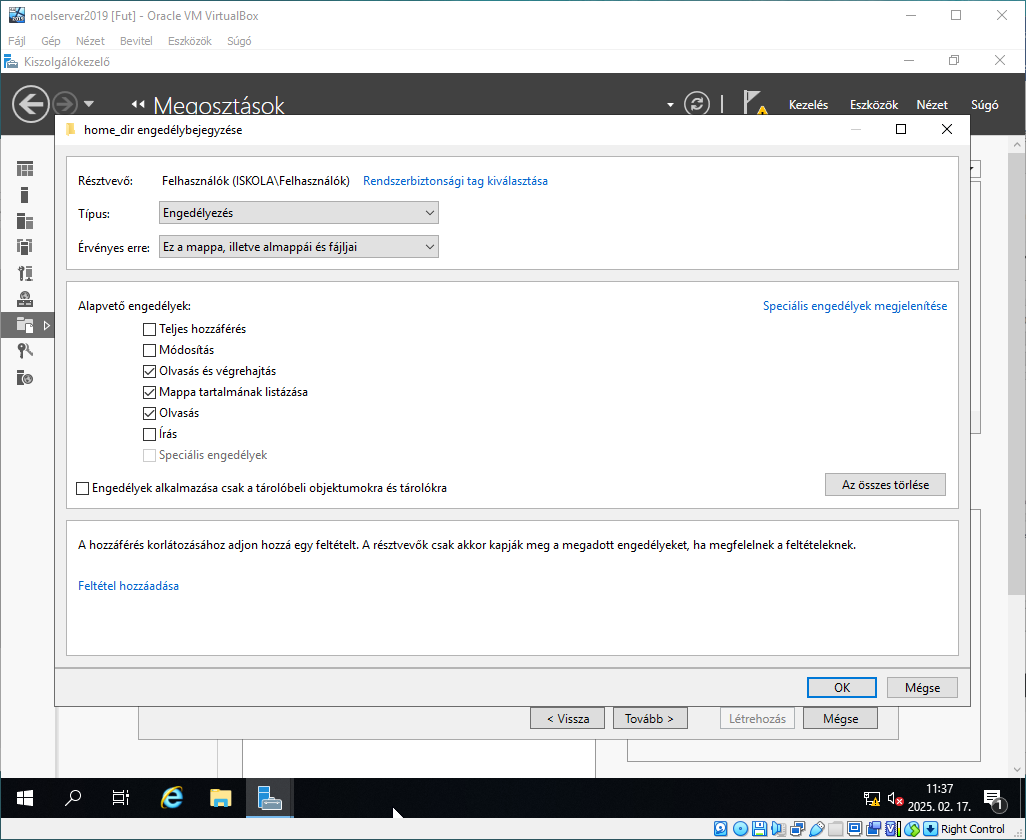 noelserver2019 [Fut] - Oracle VM VirtualBox
Fájl Gép Nézet Bevitel Eszközök Súgó
Kiszolgálókezelő
Megosztások
Kezelés Eszközök Nézet Súgó
home_dir engedélybejegyzése
Résztvevő: Felhasználók (ISKOLA\Felhasználók) Rendszerbiztonsági tag kiválasztása
Típus: Engedélyezés
Érvényes erre: Ez a mappa, illetve almappái és fájljai
Alapvető engedélyek: Speciális engedélyek megjelenítése
Teljes hozzáférés
Módosítás
Olvasás és végrehajtás
Mappa tartalmának listázása
Olvasás
Írás
Speciális engedélyek
Engedélyek alkalmazása csak a tárolóbeli objektumokra és tárolókra Az összes törlése
A hozzáférés korlátozásához adjon hozzá egy feltételt. A résztvevők csak akkor kapják meg a megadott engedélyeket, ha megfelelnek a feltételeknek.
Feltétel hozzáadása
OK Mégse
< Vissza Tovább > Létrehozás Mégse
11:37
2025. 02. 17.
1
Right Control